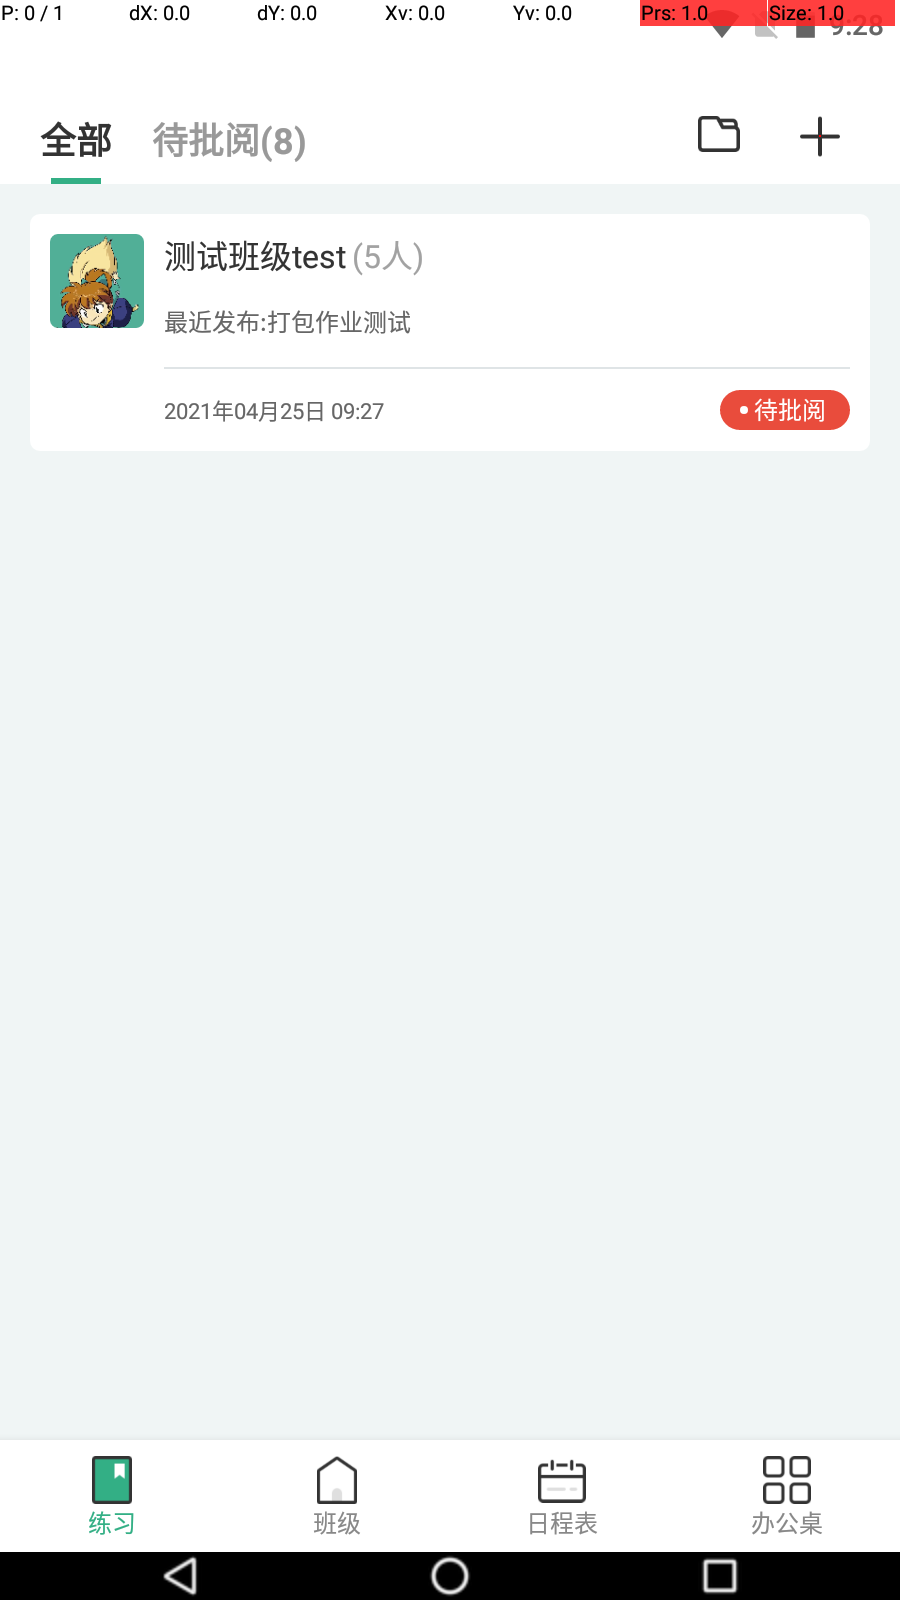 P: 0 / 1 dX: 0.0 dY: 0.0 Xv: 0.0 Yv: 0.0 Prs: 1.0 Size: 1.0
9:28
全部 待批阅(8)
测试班级test (5人)
最近发布:打包作业测试
2021年04月25日 09:27 待批阅
练习 班级 日程表 办公桌